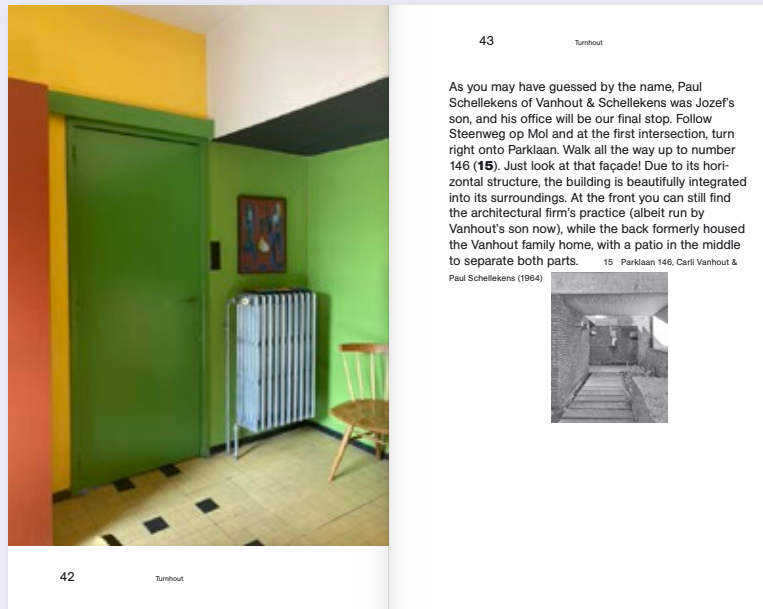 42
Turnhout
43
Turnhout
As you may have guessed by the name, Paul
Schellekens of Vanhout & Schellekens was Jozef's
son, and his office will be our final stop. Follow
Steenweg op Mol and at the first intersection, turn
right onto Parklaan. Walk all the way up to number
146 (15). Just look at that façade! Due to its hori-
zontal structure, the building is beautifully integrated
into its surroundings. At the front you can still find
the architectural firm's practice (albeit run by
Vanhout's son now), while the back formerly housed
the Vanhout family home, with a patio in the middle
to separate both parts. 15 Parklaan 146, Carli Vanhout &
Paul Schellekens (1964)